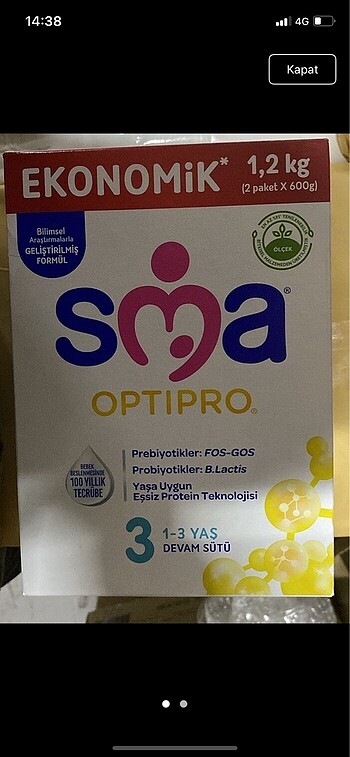 14:38
4G
Kapat
EKONOMİK*
1,2 kg
(2 paket X 600g)
Bilimsel
Araştırmalarla
GELİŞTİRİLMİŞ
FORMÜL
ÖLÇEK
sma®
OPTIPRO®
BEBEK
BESLENMESİNDE
100 YILLIK
TECRÜBE
Prebiyotikler: FOS-GOS
Probiyotikler: B.Lactis
Yaşa Uygun
Eşsiz Protein Teknolojisi
3
1-3 YAŞ
DEVAM SÜTÜ